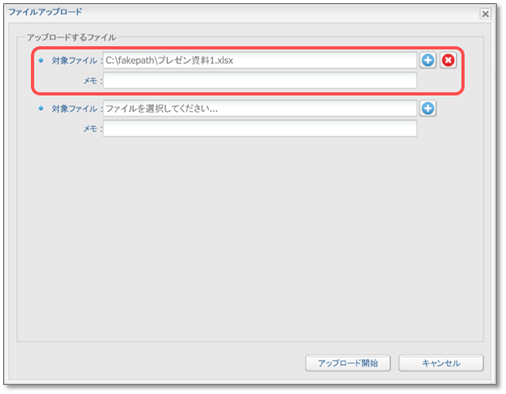 ファイルアップロード
アップロードするファイル
対象ファイル : C:\fakepath\プレゼン資料1.xlsx
メモ :
対象ファイル : ファイルを選択してください...
メモ :
アップロード開始 キャンセル